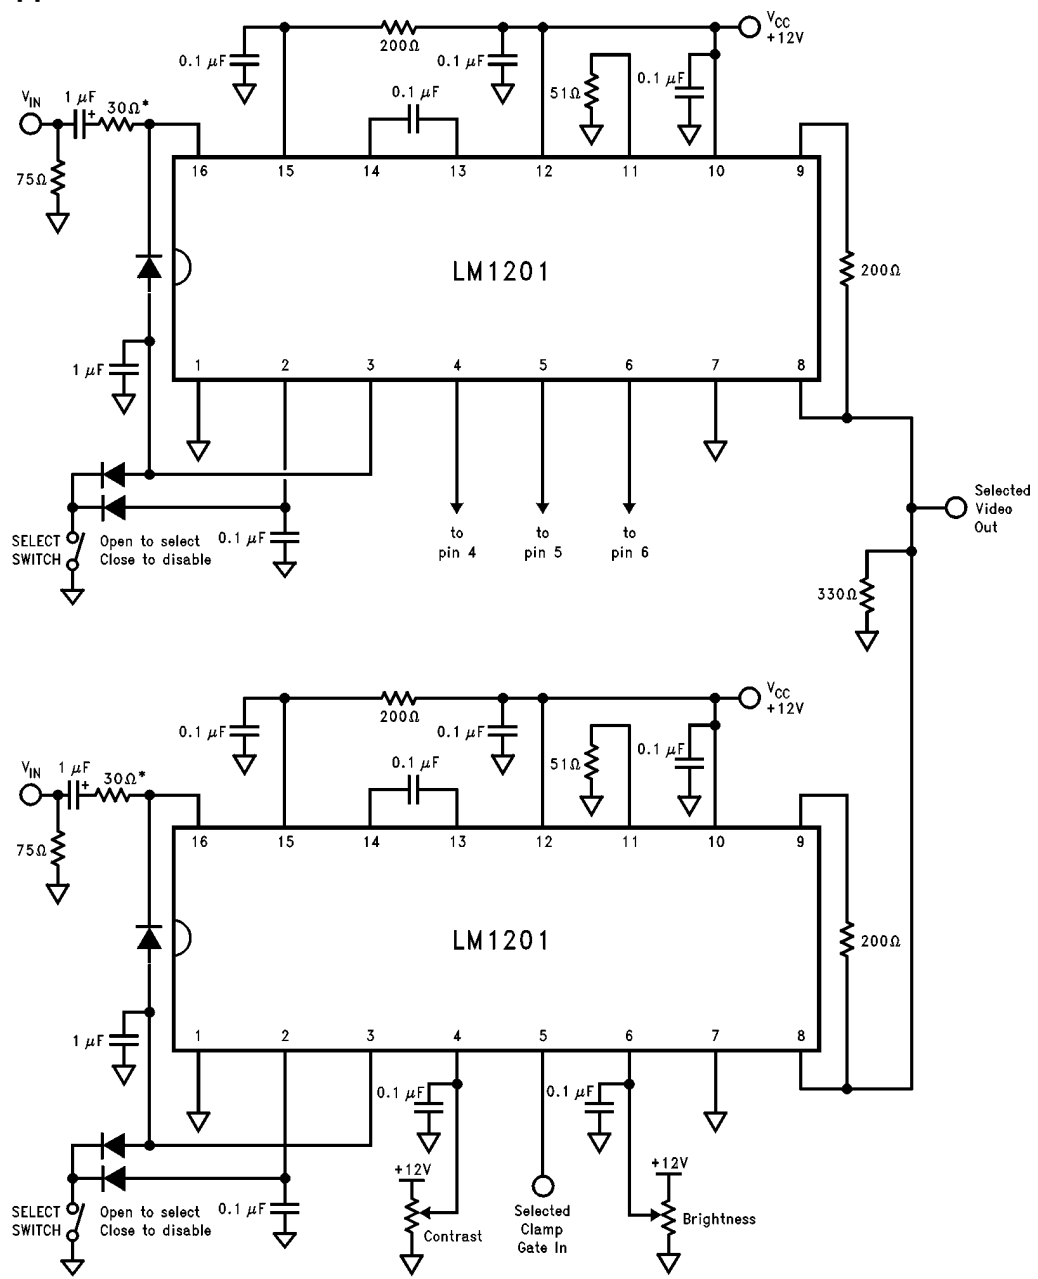 VCC
+12V
0.1 μF
200Ω
0.1 μF
51Ω
0.1 μF
VIN
1 μF
+
30Ω*
0.1 μF
75Ω
16
15
14
13
12
11
10
9
LM1201
200Ω
1 μF
1
2
3
4
5
6
7
8
SELECT
SWITCH
Open to select
Close to disable
0.1 μF
to
pin 4
to
pin 5
to
pin 6
Selected
Video
Out
330Ω
VCC
+12V
0.1 μF
200Ω
0.1 μF
51Ω
0.1 μF
VIN
1 μF
+
30Ω*
0.1 μF
75Ω
16
15
14
13
12
11
10
9
LM1201
200Ω
1 μF
1
2
3
4
5
6
7
8
0.1 μF
0.1 μF
SELECT
SWITCH
Open to select
Close to disable
0.1 μF
+12V
Contrast
Selected
Clamp
Gate In
+12V
Brightness